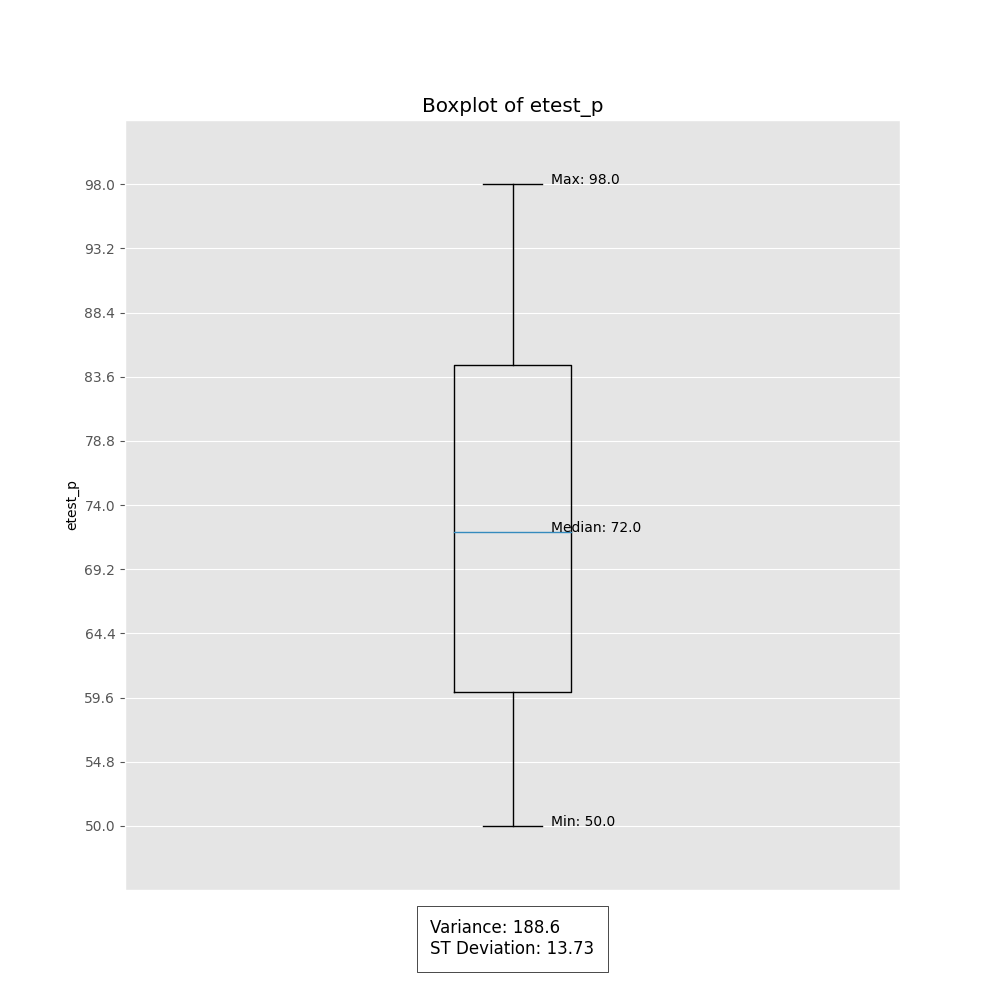 Boxplot of etest_p
Max: 98.0
98.0
93.2
88.4
83.6
78.8
74.0
etest_p
Median: 72.0
69.2
64.4
59.6
54.8
Min: 50.0
50.0
Variance: 188.6
ST Deviation: 13.73